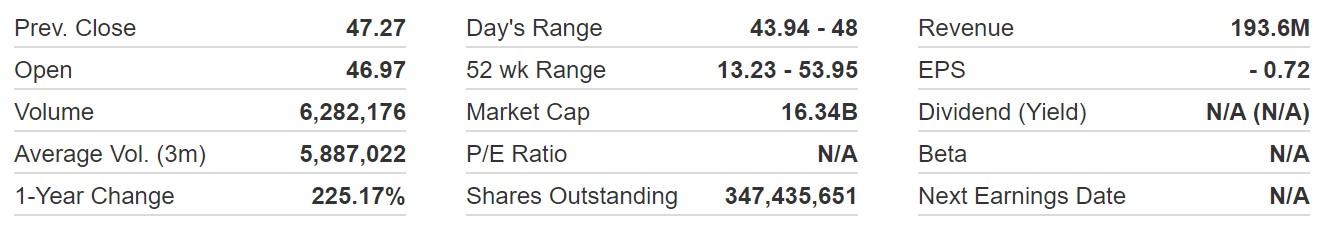 Prev. Close 47.27
Day's Range 43.94 - 48
Revenue 193.6M
Open 46.97
52 wk Range 13.23 - 53.95
EPS - 0.72
Volume 6,282,176
Market Cap 16.34B
Dividend (Yield) N/A (N/A)
Average Vol. (3m) 5,887,022
P/E Ratio N/A
Beta N/A
1-Year Change 225.17%
Shares Outstanding 347,435,651
Next Earnings Date N/A